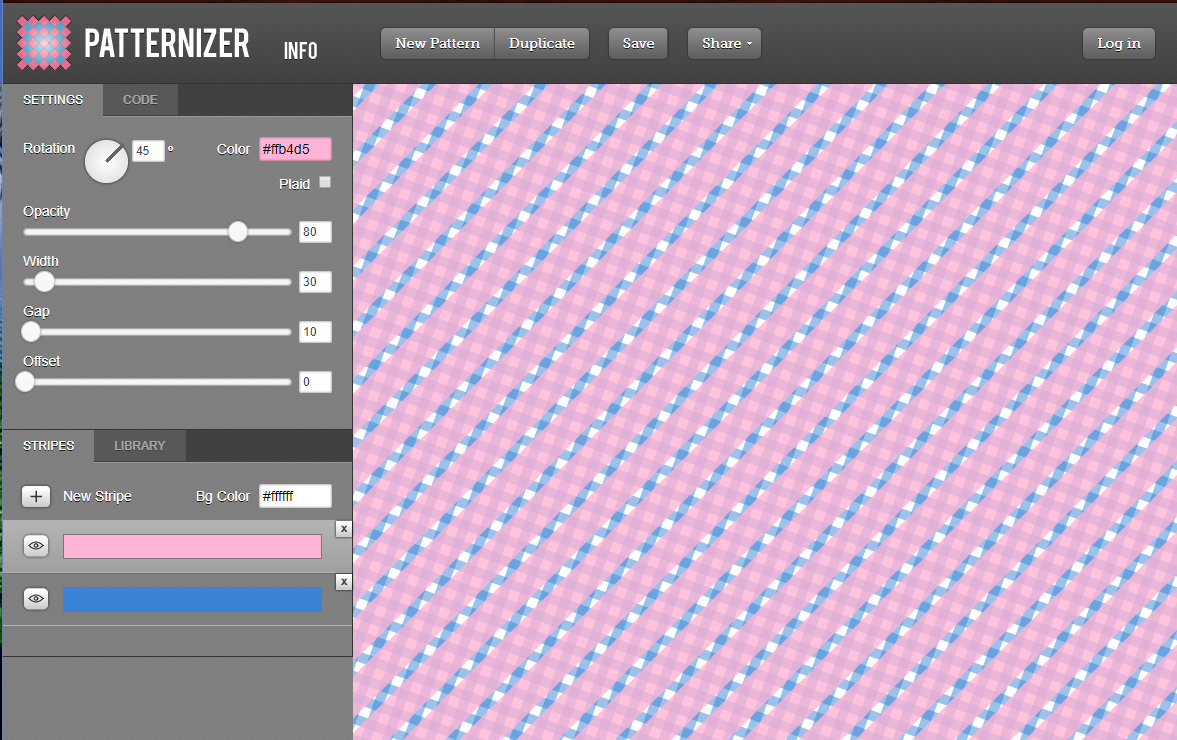 PATTERNIZER INFO New Pattern Duplicate Save Share Log in
SETTINGS CODE
Rotation 45 º Color #ffb4d5
Plaid
Opacity
80
Width
30
Gap
10
Offset
0
STRIPES LIBRARY
+ New Stripe Bg Color #ffffff
x
x